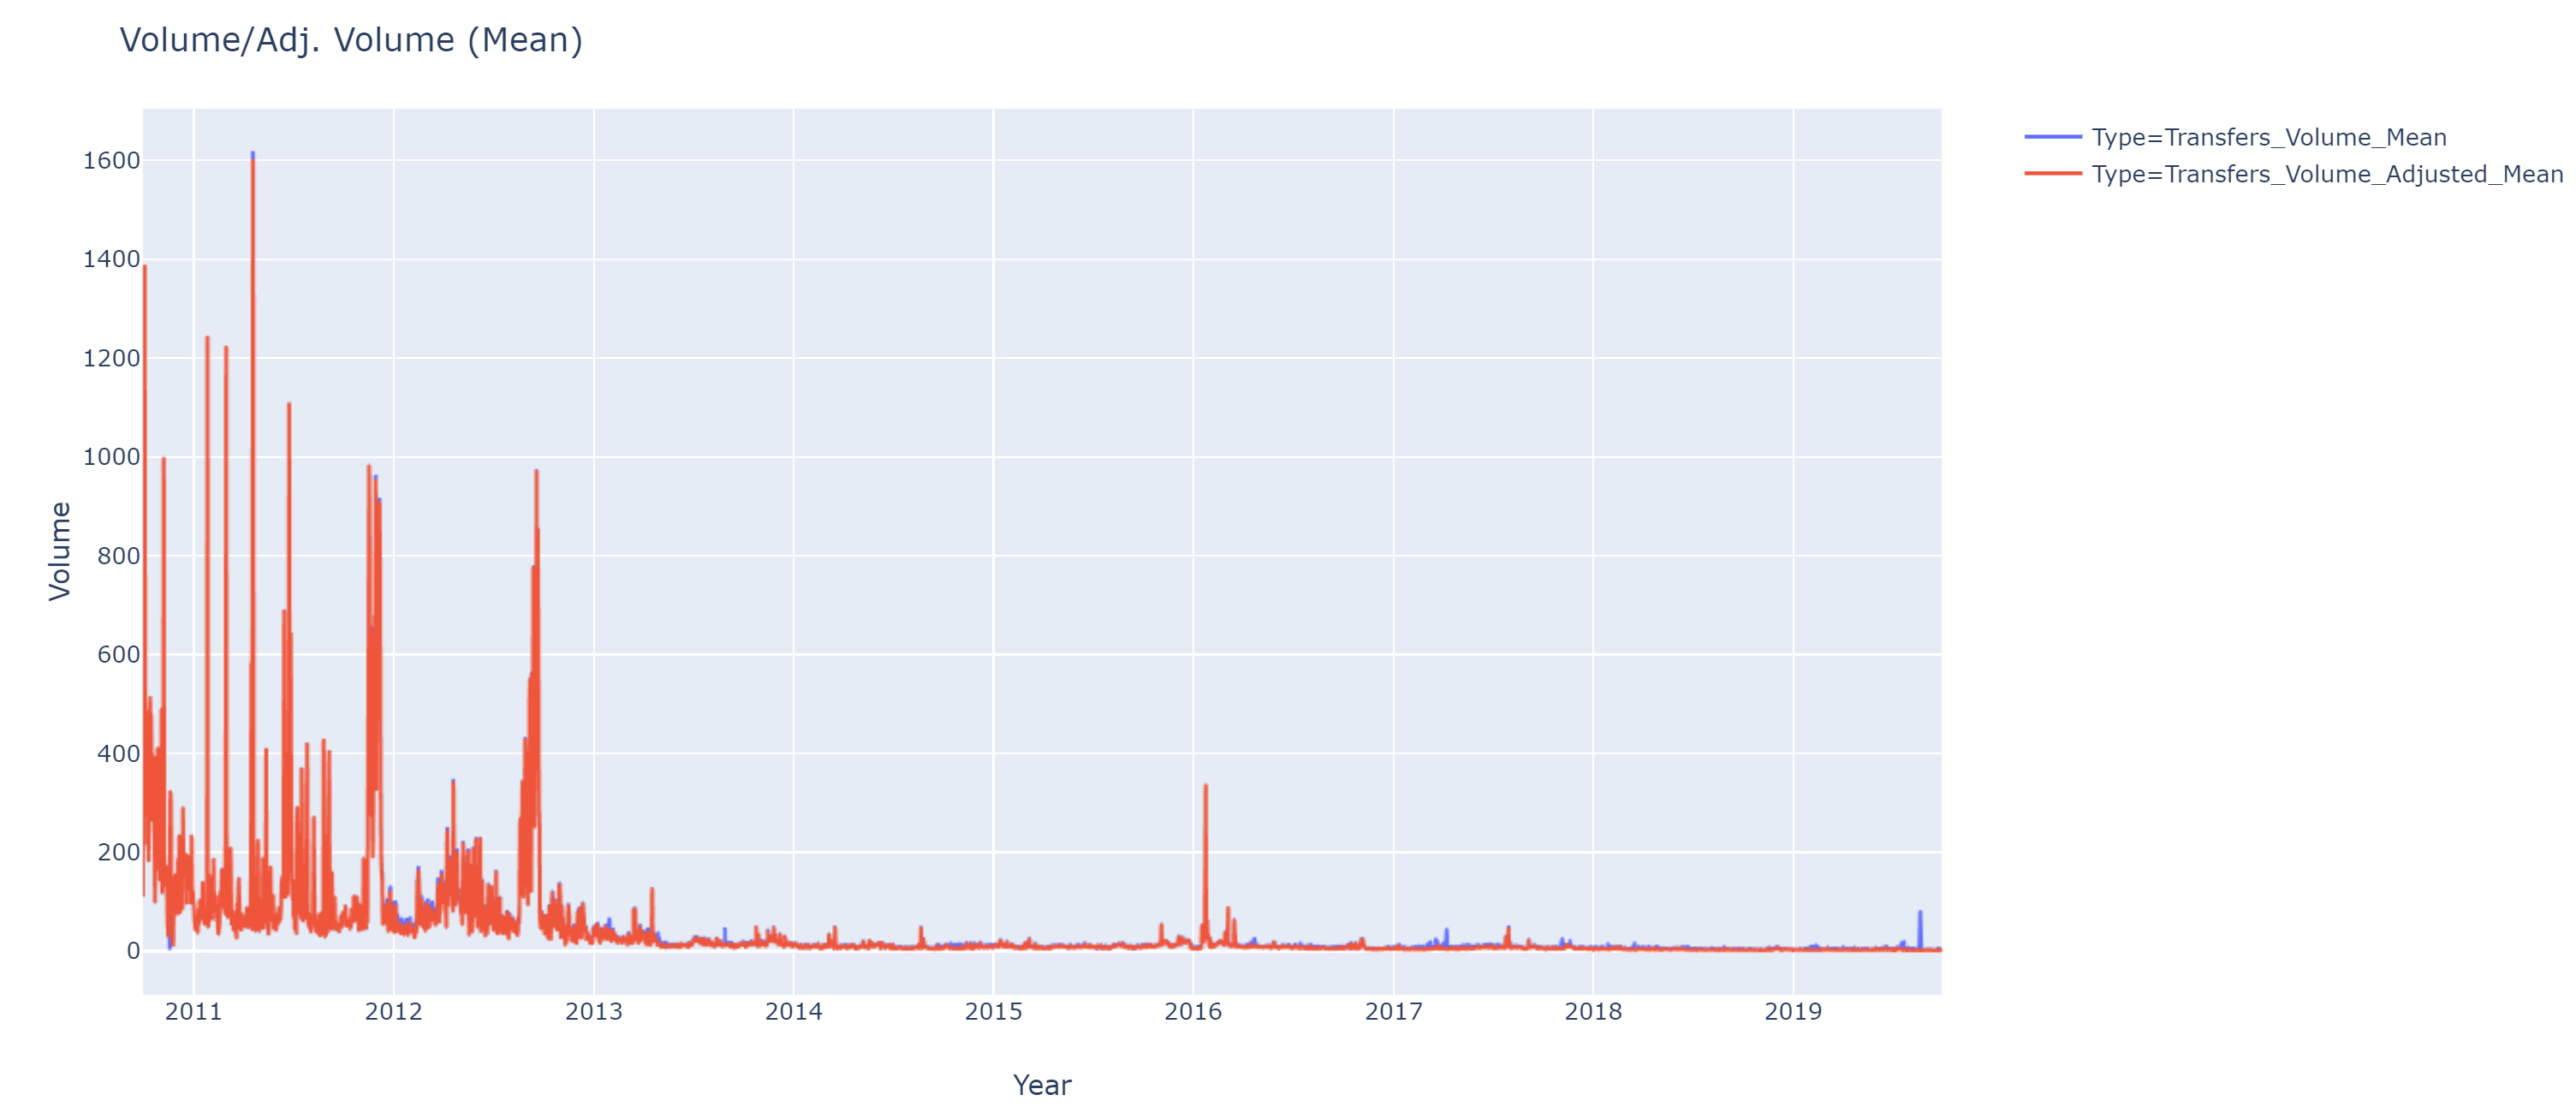 Volume/Adj. Volume (Mean)
Type=Transfers_Volume_Mean
Type=Transfers_Volume_Adjusted_Mean
1600
1400
1200
1000
800
600
400
200
0
Volume
2011 2012 2013 2014 2015 2016 2017 2018 2019
Year